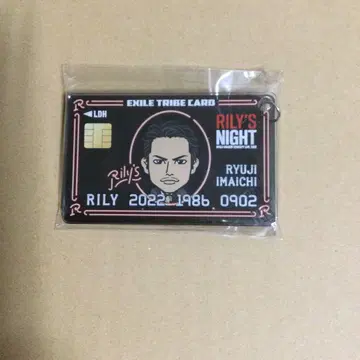 EXILE TRIBE CARD
◀LDH
RILY'S
NIGHT
Rily's
RYUJI
IMAICHI
RILY 2022 1986 0902
R
R
R
R